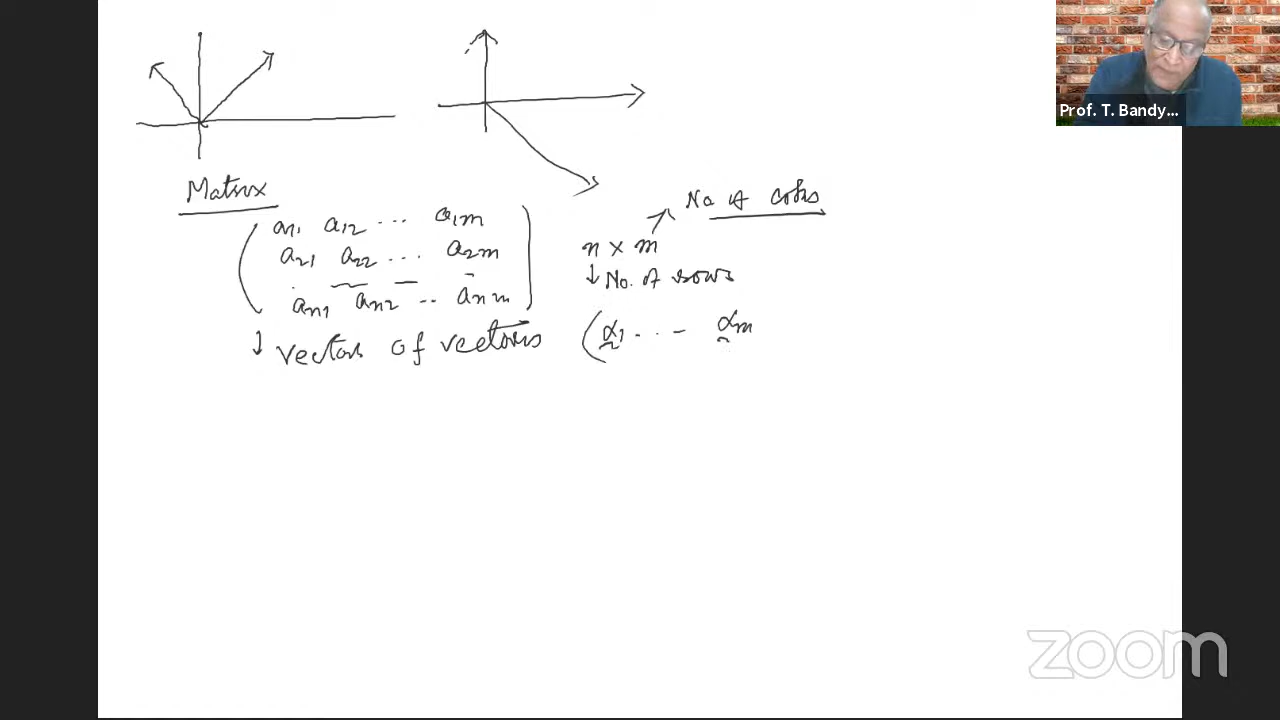 Prof. T. Bandy...
Matrix
No of cols
a11 a12 ... a1m
n × m
a21 a22 ... a2m
↓ No. of rows
an1 an2 .. anm
↓ vectors of vectors (α1 ... - αm
zoom